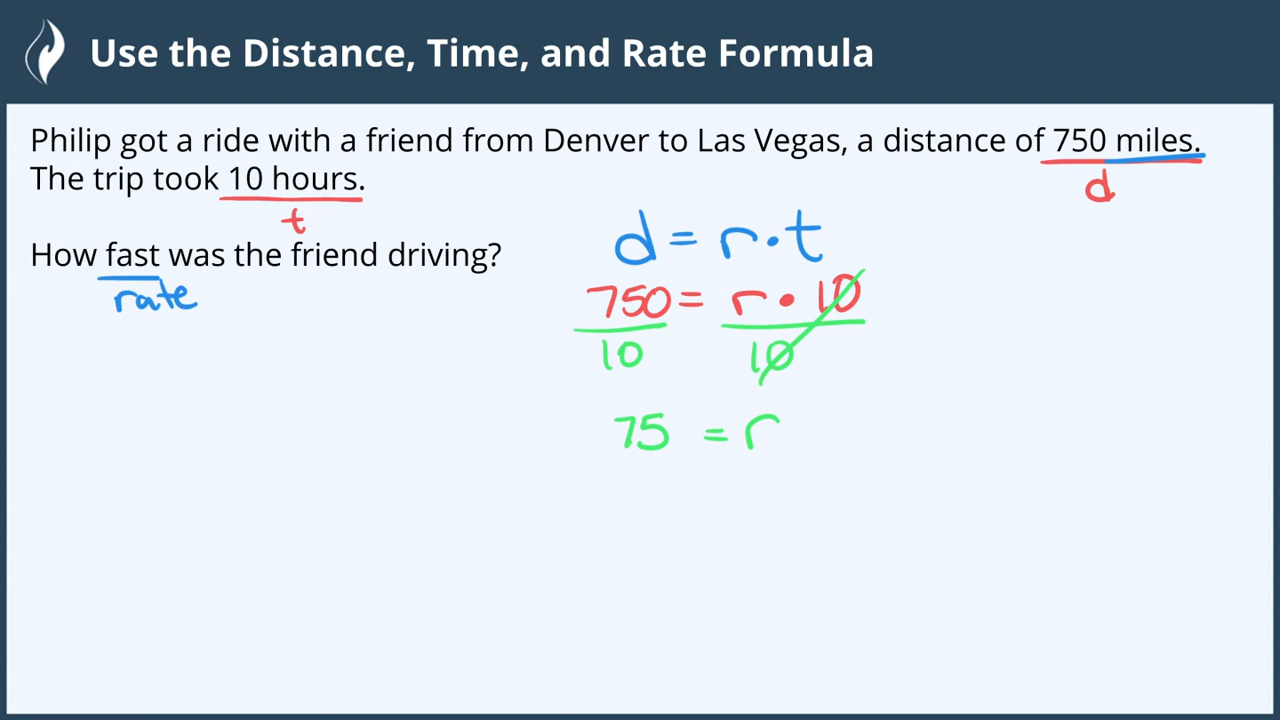 Use the Distance, Time, and Rate Formula
Philip got a ride with a friend from Denver to Las Vegas, a distance of 750 miles.
The trip took 10 hours.
d
t
How fast was the friend driving?
rate
d = r · t
750 = r · 10
10 10
75 = r